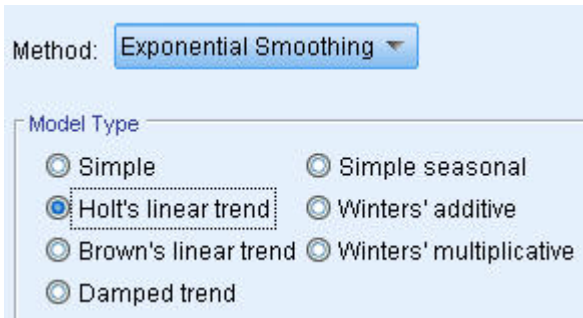 Method: Exponential Smoothing
Model Type
Simple
Simple seasonal
Holt's linear trend
Winters' additive
Brown's linear trend
Winters' multiplicative
Damped trend